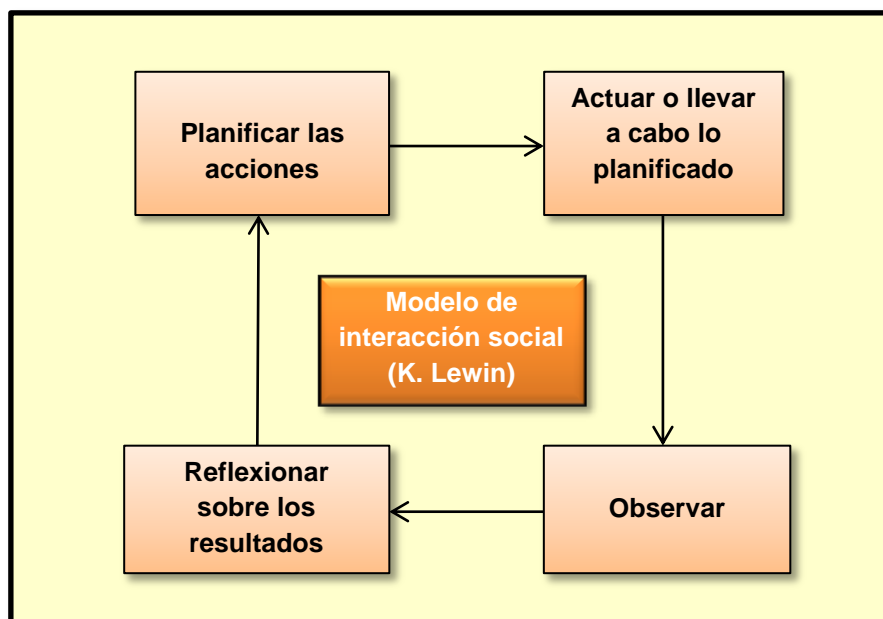 Planificar las
acciones
Actuar o llevar
a cabo lo
planificado
Modelo de
interacción social
(K. Lewin)
Reflexionar
sobre los
resultados
Observar